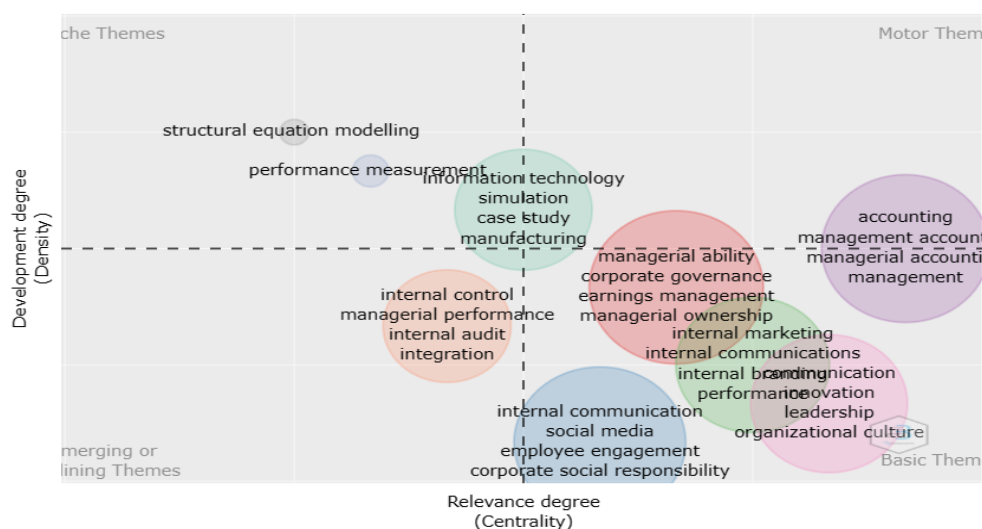 che Themes
Motor Them
structural equation modelling
performance measurement
information technology
simulation
case study
manufacturing
accounting
management account
managerial accounti
management
managerial ability
corporate governance
earnings management
managerial ownership
internal control
managerial performance
internal audit
integration
internal marketing
internal communications
internal branding
performance
communication
innovation
leadership
organizational culture
internal communication
social media
employee engagement
corporate social responsibility
merging or
lining Themes
Basic Them
Development degree
(Density)
Relevance degree
(Centrality)